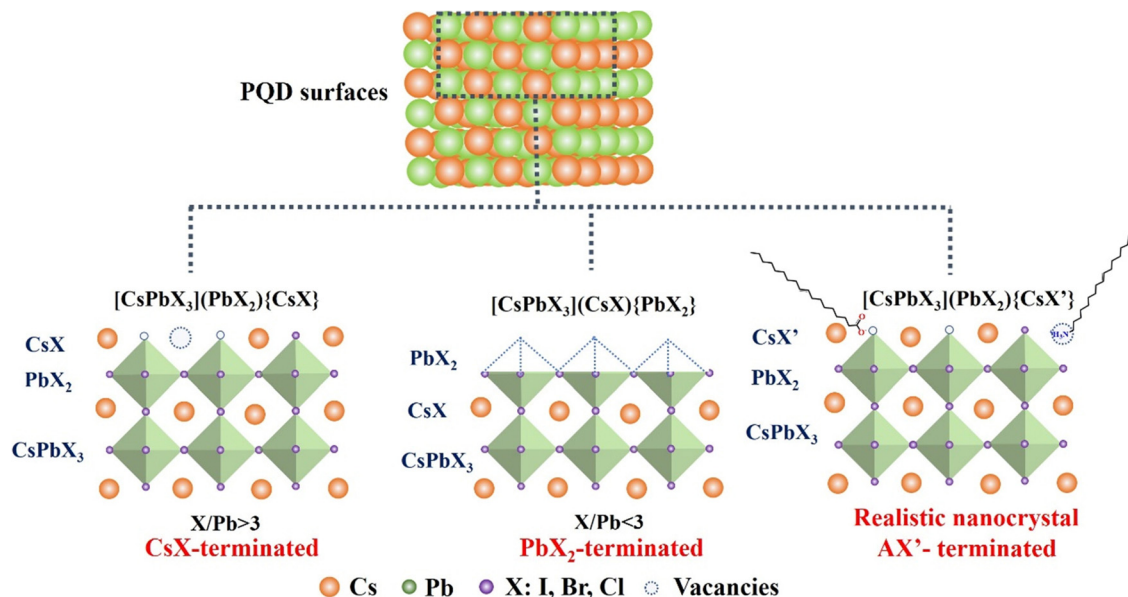 PQD surfaces
[CsPbX₃](PbX₂){CsX}
CsX
PbX₂
CsPbX₃
X/Pb>3
CsX-terminated
[CsPbX₃](CsX){PbX₂}
PbX₂
CsX
CsPbX₃
X/Pb<3
PbX₂-terminated
[CsPbX₃](PbX₂){CsX'}
O
O
H₃N
CsX'
PbX₂
CsPbX₃
Realistic nanocrystal
AX'- terminated
Cs Pb X: I, Br, Cl Vacancies